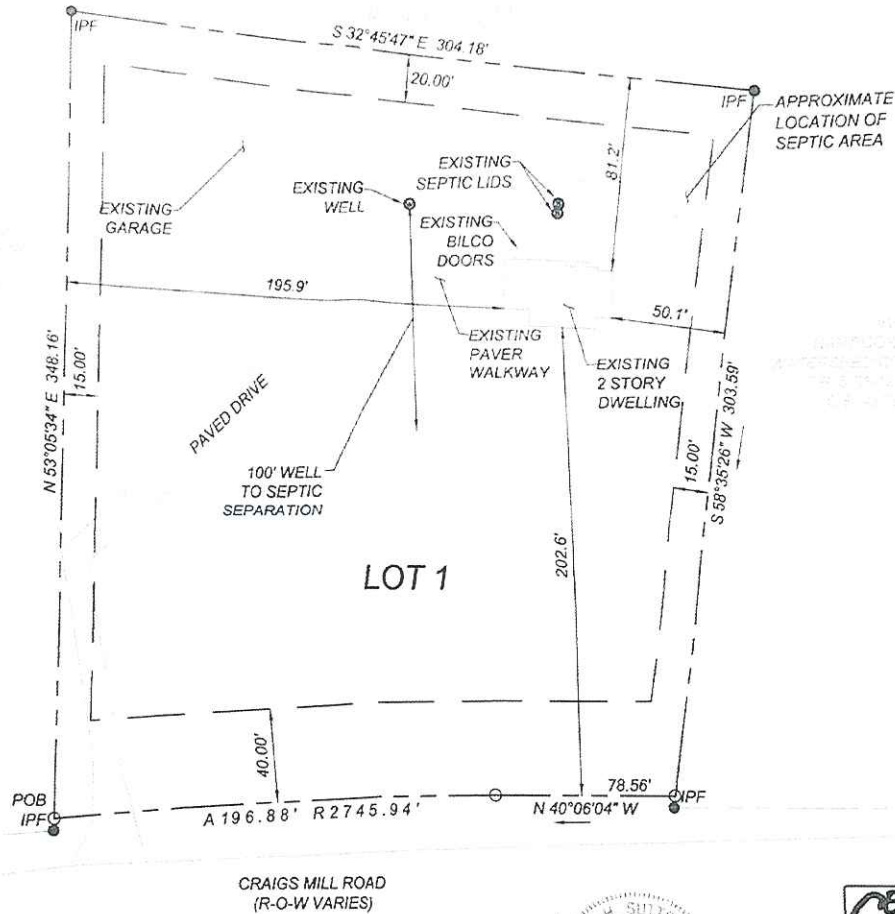 IPF
S 32°45'47" E 304.18'
20.00'
IPF
APPROXIMATE
LOCATION OF
SEPTIC AREA
81.2'
EXISTING
SEPTIC LIDS
EXISTING
WELL
EXISTING
GARAGE
EXISTING
BILCO
DOORS
195.9'
50.1'
EXISTING
PAVER
WALKWAY
EXISTING
2 STORY
DWELLING
N 53°05'34" E 348.16'
15.00'
PAVED DRIVE
S 58°35'26" W 303.59'
15.00'
100' WELL
TO SEPTIC
SEPARATION
202.6'
LOT 1
40.00'
78.56'
POB
IPF
A 196.88' R 2745.94'
N 40°06'04" W
IPF
CRAIGS MILL ROAD
(R-O-W VARIES)